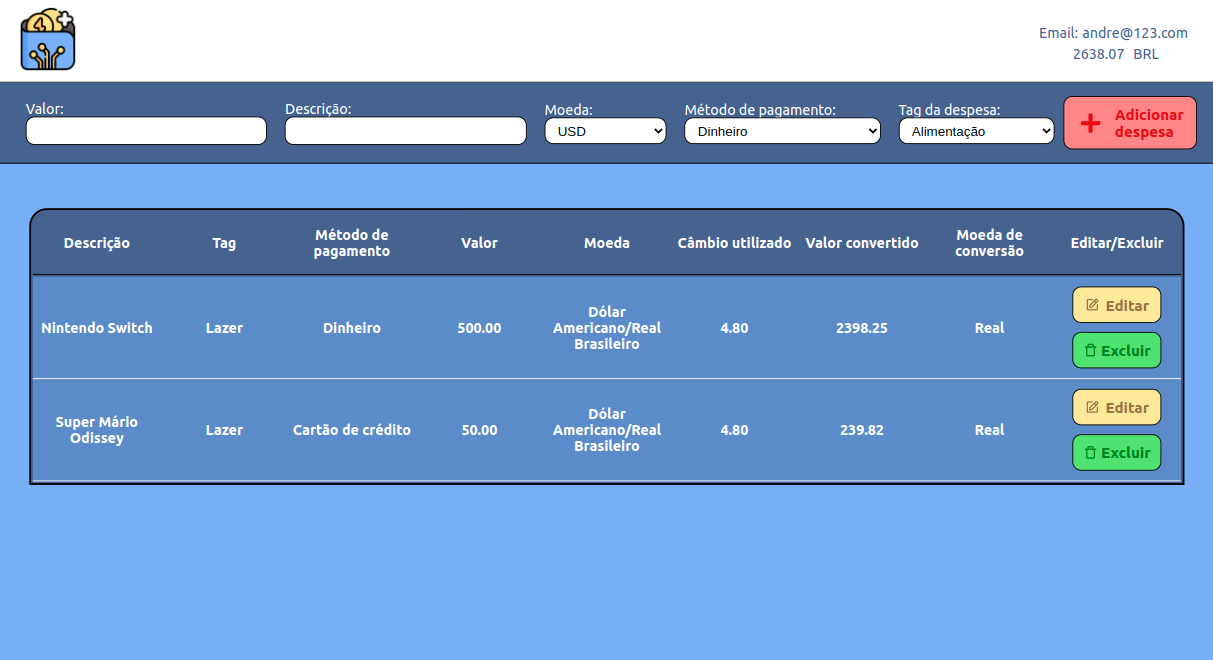 Email: andre@123.com
2638.07 BRL
Valor:
Descrição:
Moeda:
Método de pagamento:
Tag da despesa:
USD
Dinheiro
Alimentação
Adicionar
despesa
Descrição
Tag
Método de
pagamento
Valor
Moeda
Câmbio utilizado
Valor convertido
Moeda de
conversão
Editar/Excluir
Nintendo Switch
Lazer
Dinheiro
500.00
Dólar
Americano/Real
Brasileiro
4.80
2398.25
Real
Editar
Excluir
Super Mário
Odissey
Lazer
Cartão de crédito
50.00
Dólar
Americano/Real
Brasileiro
4.80
239.82
Real
Editar
Excluir